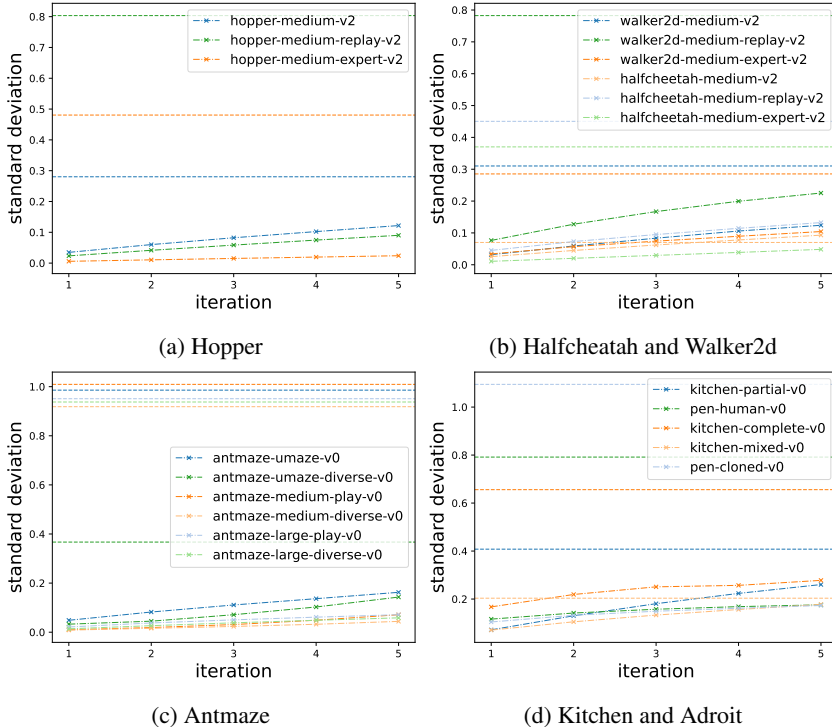 0.8
0.7
0.6
0.5
0.4
0.3
0.2
0.1
0.0
standard deviation
hopper-medium-v2
hopper-medium-replay-v2
hopper-medium-expert-v2
1 2 3 4 5
iteration
(a) Hopper
0.8
0.7
0.6
0.5
0.4
0.3
0.2
0.1
0.0
standard deviation
walker2d-medium-v2
walker2d-medium-replay-v2
walker2d-medium-expert-v2
halfcheetah-medium-v2
halfcheetah-medium-replay-v2
halfcheetah-medium-expert-v2
1 2 3 4 5
iteration
(b) Halfcheatah and Walker2d
1.0
0.8
0.6
0.4
0.2
0.0
standard deviation
antmaze-umaze-v0
antmaze-umaze-diverse-v0
antmaze-medium-play-v0
antmaze-medium-diverse-v0
antmaze-large-play-v0
antmaze-large-diverse-v0
1 2 3 4 5
iteration
(c) Antmaze
1.0
0.8
0.6
0.4
0.2
standard deviation
kitchen-partial-v0
pen-human-v0
kitchen-complete-v0
kitchen-mixed-v0
pen-cloned-v0
1 2 3 4 5
iteration
(d) Kitchen and Adroit